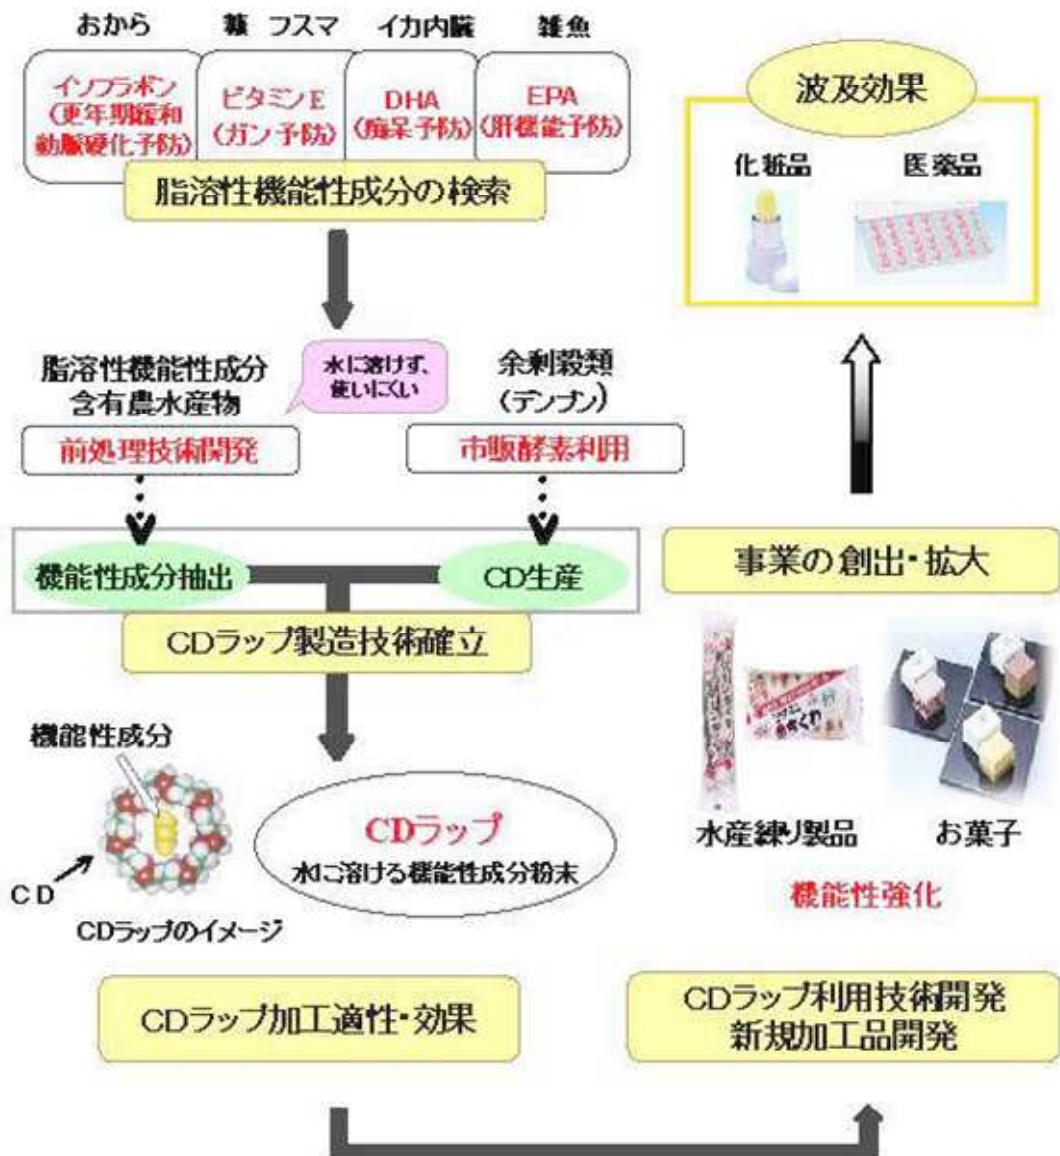 おから
糠 フスマ
イカ内臓
雑魚
イソフラボン
(更年期緩和
動脈硬化予防)
ビタミンE
(ガン予防)
DHA
(痴呆予防)
EPA
(肝機能予防)
脂溶性機能性成分の検索
脂溶性機能性成分
含有農水産物
水に溶けず、
使いにくい
余剰穀類
(デンプン)
前処理技術開発
市販酵素利用
機能性成分抽出
CD生産
CDラップ製造技術確立
機能性成分
CD
CDラップのイメージ
CDラップ
水に溶ける機能性成分粉末
CDラップ加工適性・効果
波及効果
化粧品
医薬品
事業の創出・拡大
水産練り製品
お菓子
機能性強化
CDラップ利用技術開発
新規加工品開発